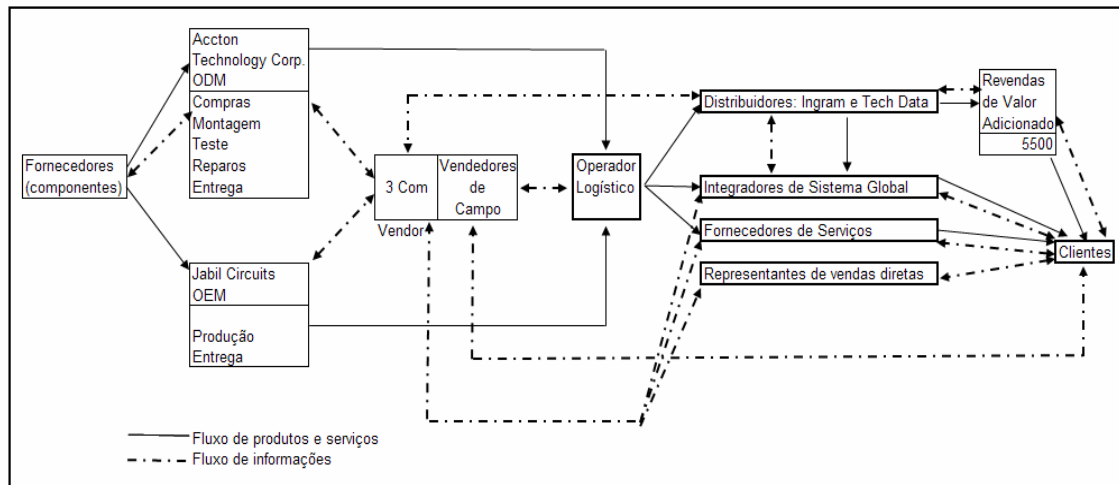 Fornecedores
(componentes)
Accton
Technology Corp.
ODM
Compras
Montagem
Teste
Reparos
Entrega
Jabil Circuits
OEM
Produção
Entrega
3 Com
Vendedores
de
Campo
Vendor
Operador
Logístico
Distribuidores: Ingram e Tech Data
Integradores de Sistema Global
Fornecedores de Serviços
Representantes de vendas diretas
Revendas
de Valor
Adicionado
5500
Clientes
Fluxo de produtos e serviços
Fluxo de informações